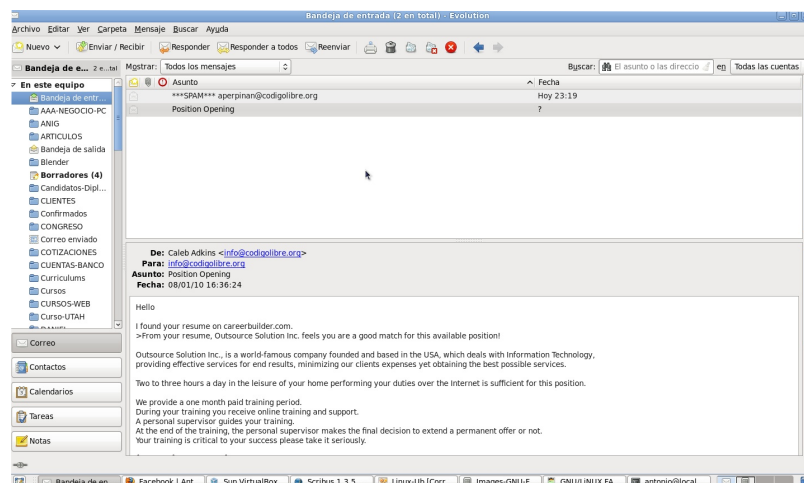 Bandeja de entrada (2 en total) - Evolution
Archivo Editar Ver Carpeta Mensaje Buscar Ayuda
Nuevo Enviar / Recibir Responder Responder a todos Reenviar
Bandeja de e... 2 e...tal Mostrar: Todos los mensajes Buscar: El asunto o las direccio en Todas las cuentas
En este equipo
Bandeja de entr...
AAA-NEGOCIO-PC
ANIG
ARTICULOS
Bandeja de salida
Blender
Borradores (4)
Candidatos-Dipl...
CLIENTES
Confirmados
CONGRESO
Correo enviado
COTIZACIONES
CUENTAS-BANCO
Curriculums
Cursos
CURSOS-WEB
Curso-UTAH
DANIEL
Correo
Contactos
Calendarios
Tareas
Notas
Asunto Fecha
***SPAM*** aperpinan@codigolibre.org Hoy 23:19
Position Opening ?
De: Caleb Adkins <info@codigolibre.org>
Para: info@codigolibre.org
Asunto: Position Opening
Fecha: 08/01/10 16:36:24
Hello
I found your resume on careerbuilder.com.
>From your resume, Outsource Solution Inc. feels you are a good match for this available position!
Outsource Solution Inc., is a world-famous company founded and based in the USA, which deals with Information Technology,
providing effective services for end results, minimizing our clients expenses yet obtaining the best possible services.
Two to three hours a day in the leisure of your home performing your duties over the Internet is sufficient for this position.
We provide a one month paid training period.
During your training you receive online training and support.
A personal supervisor guides your training.
At the end of the training, the personal supervisor makes the final decision to extend a permanent offer or not.
Your training is critical to your success please take it seriously.
Bandeja de en... Facebook | Ant... Sun VirtualBox Scribus 1.3.5... Linux-Ub [Corr... Images-GNU-F... GNU/LiNUX FA... antonio@local...